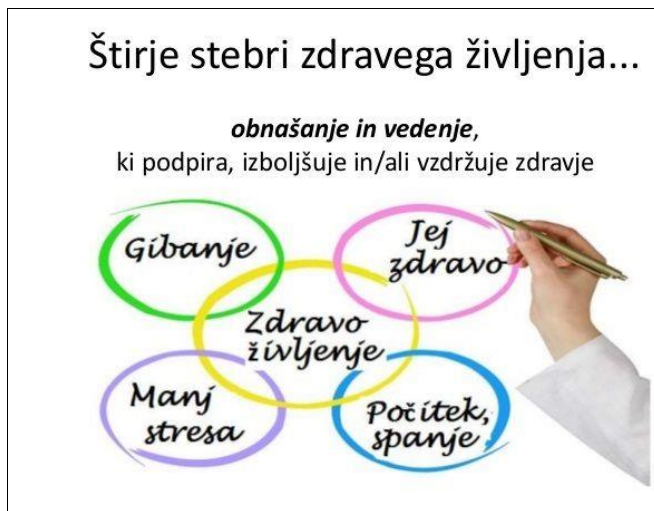 Štirje stebri zdravega življenja...
obnašanje in vedenje,
ki podpira, izboljšuje in/ali vzdržuje zdravje
Gibanje
Jej
zdravo
Zdravo
življenje
Manj
stresa
Počitek,
spanje